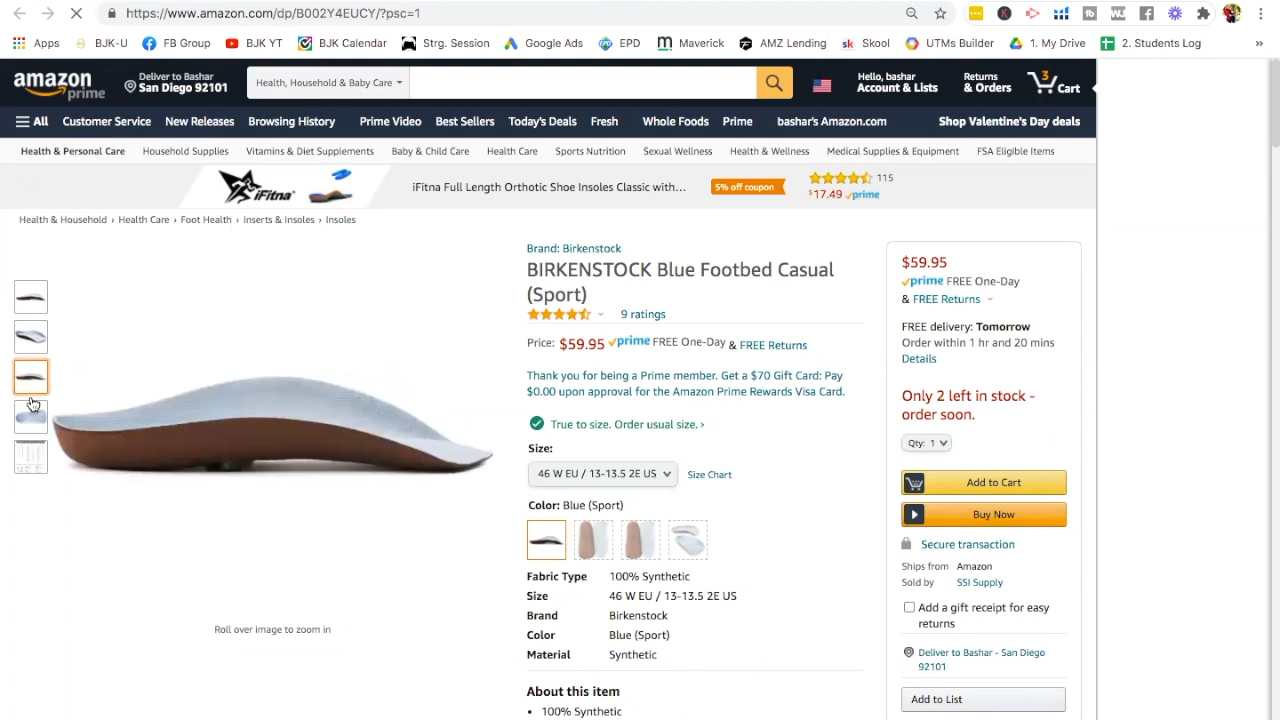 https://www.amazon.com/dp/B002Y4EUCY/?psc=1
Apps BJK-U FB Group BJK YT BJK Calendar Strg. Session Google Ads EPD Maverick AMZ Lending Skool UTMs Builder 1. My Drive 2. Students Log »
amazon prime
Deliver to Bashar
San Diego 92101
Health, Household & Baby Care
Hello, bashar
Account & Lists
Returns
& Orders
3
Cart
All Customer Service New Releases Browsing History Prime Video Best Sellers Today's Deals Fresh Whole Foods Prime bashar's Amazon.com Shop Valentine's Day deals
Health & Personal Care Household Supplies Vitamins & Diet Supplements Baby & Child Care Health Care Sports Nutrition Sexual Wellness Health & Wellness Medical Supplies & Equipment FSA Eligible Items
iFitna
iFitna Full Length Orthotic Shoe Insoles Classic with...
5% off coupon
115
$17.49 prime
Health & Household › Health Care › Foot Health › Inserts & Insoles › Insoles
Roll over image to zoom in
Brand: Birkenstock
BIRKENSTOCK Blue Footbed Casual
(Sport)
9 ratings
Price: $59.95 prime FREE One-Day & FREE Returns
Thank you for being a Prime member. Get a $70 Gift Card: Pay
$0.00 upon approval for the Amazon Prime Rewards Visa Card.
True to size. Order usual size. ›
Size:
46 W EU / 13-13.5 2E US Size Chart
Color: Blue (Sport)
Fabric Type 100% Synthetic
Size 46 W EU / 13-13.5 2E US
Brand Birkenstock
Color Blue (Sport)
Material Synthetic
About this item
• 100% Synthetic
$59.95
prime FREE One-Day
& FREE Returns
FREE delivery: Tomorrow
Order within 1 hr and 20 mins
Details
Only 2 left in stock -
order soon.
Qty: 1
Add to Cart
Buy Now
Secure transaction
Ships from Amazon
Sold by SSI Supply
Add a gift receipt for easy
returns
Deliver to Bashar - San Diego
92101
Add to List